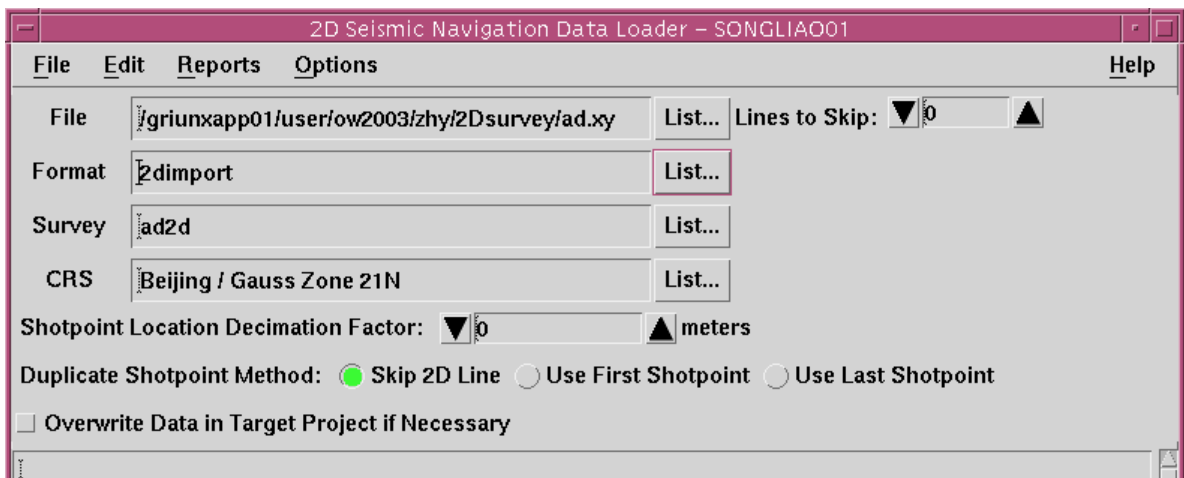 2D Seismic Navigation Data Loader – SONGLIAO01
File Edit Reports Options Help
File /griunxapp01/user/ow2003/zhy/2Dsurvey/ad.xy List... Lines to Skip: 0
Format 2dimport List...
Survey ad2d List...
CRS Beijing / Gauss Zone 21N List...
Shotpoint Location Decimation Factor: 0 meters
Duplicate Shotpoint Method: Skip 2D Line Use First Shotpoint Use Last Shotpoint
Overwrite Data in Target Project if Necessary